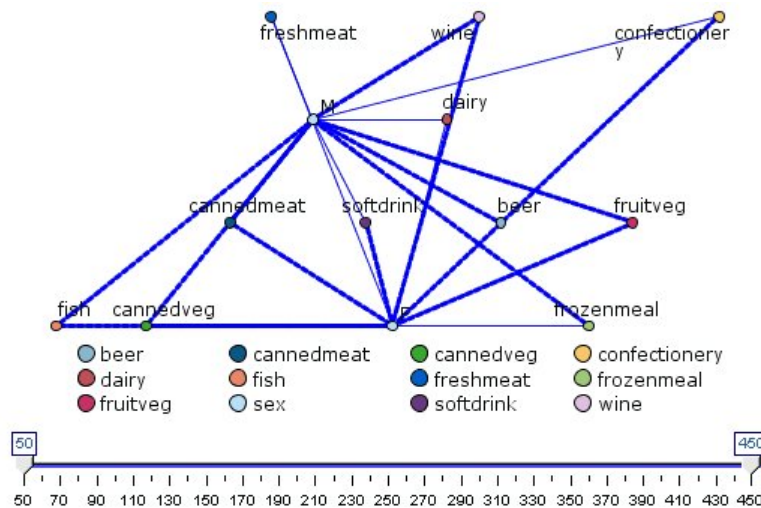 freshmeat
wine
confectioner
y
M
dairy
cannedmeat
softdrink
beer
fruitveg
fish
cannedveg
F
frozenmeal
beer cannedmeat cannedveg confectionery
dairy fish freshmeat frozenmeal
fruitveg sex softdrink wine
50 450
50 70 90 110 130 150 170 190 210 230 250 270 290 310 330 350 370 390 410 430 450